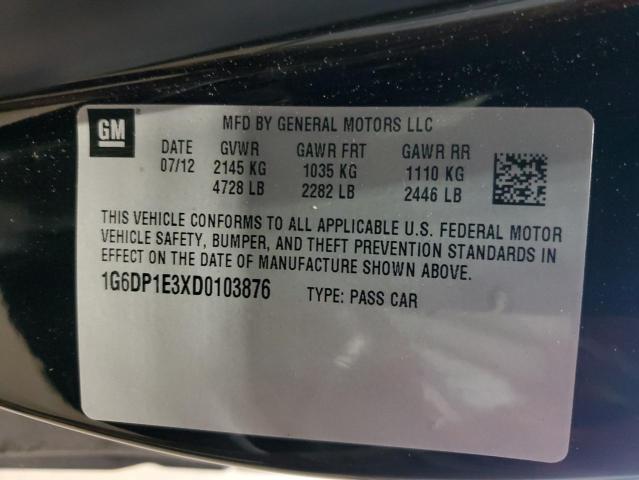 GM
MFD BY GENERAL MOTORS LLC
DATE GVWR GAWR FRT GAWR RR
07/12 2145 KG 1035 KG 1110 KG
4728 LB 2282 LB 2446 LB
THIS VEHICLE CONFORMS TO ALL APPLICABLE U.S. FEDERAL MOTOR
VEHICLE SAFETY, BUMPER, AND THEFT PREVENTION STANDARDS IN
EFFECT ON THE DATE OF MANUFACTURE SHOWN ABOVE.
1G6DP1E3XD0103876 TYPE: PASS CAR